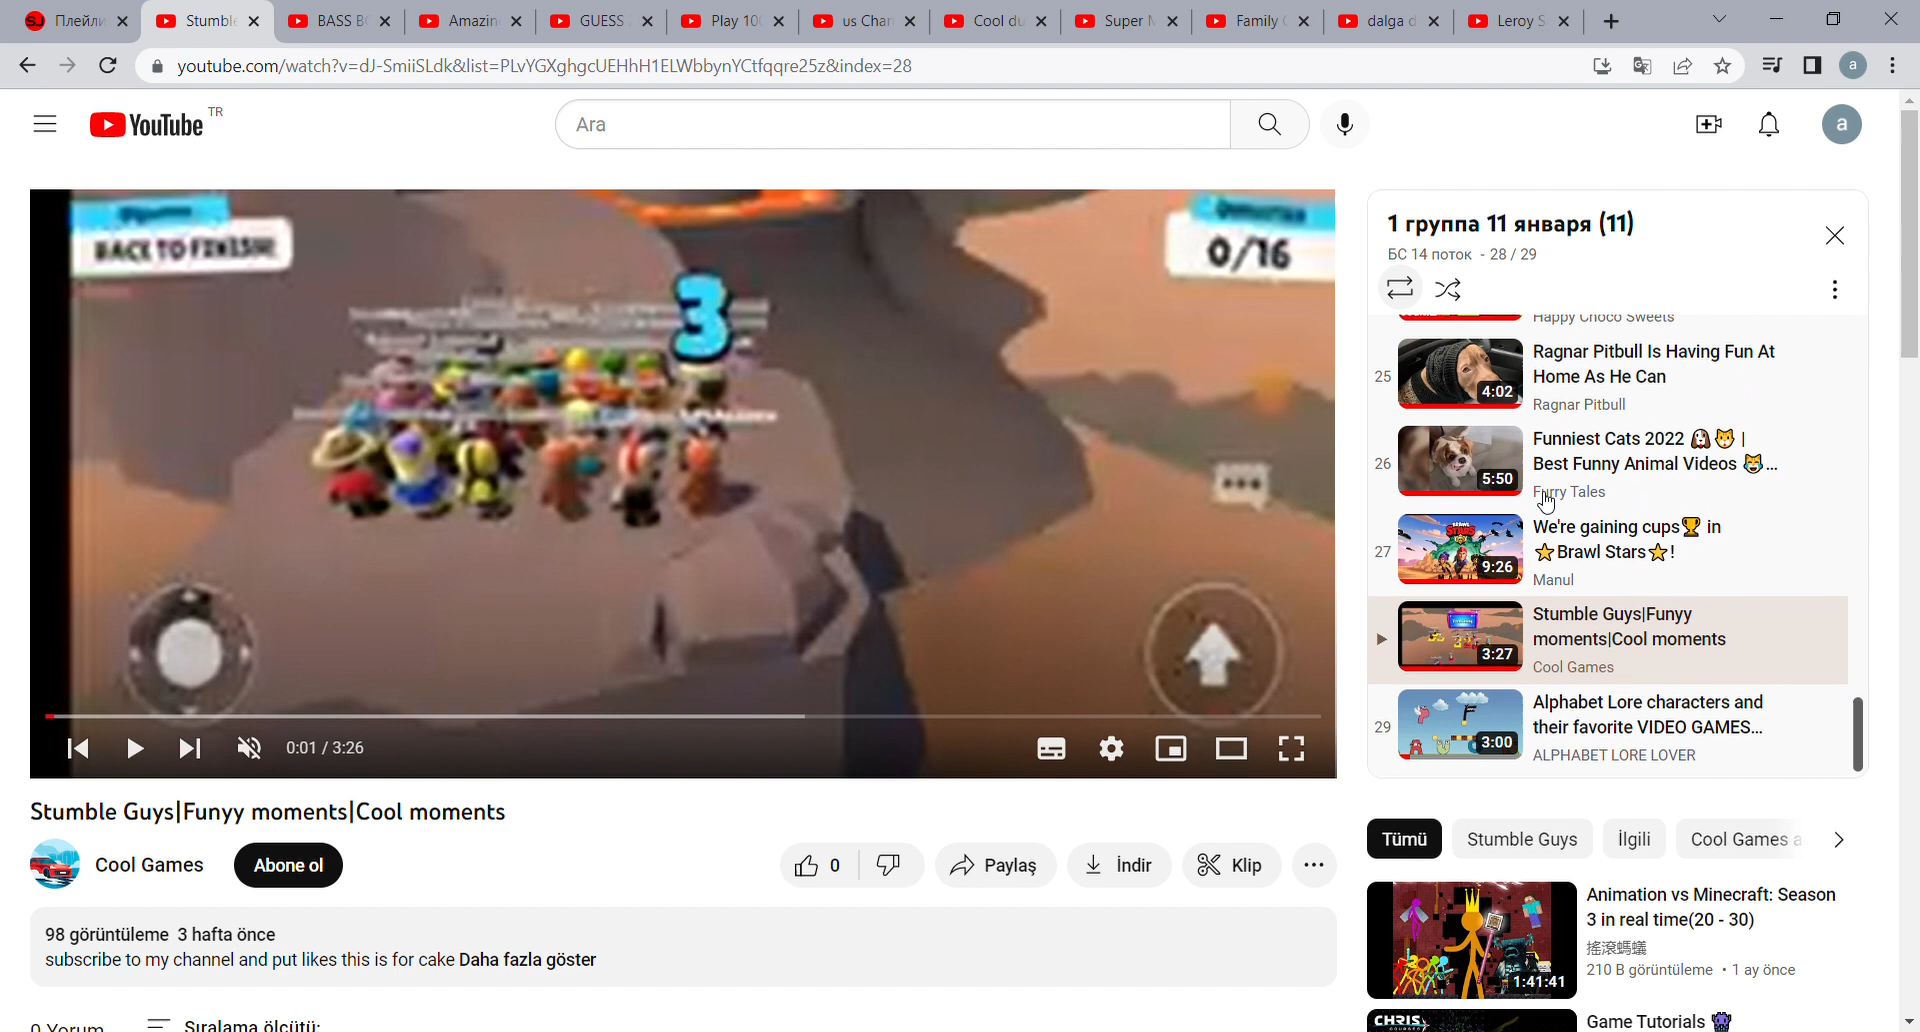 Плейли
Stumble
BASS B
Amazin
GUESS
Play 10
us Chan
Cool du
Super
Family
dalga d
Leroy S
youtube.com/watch?v=dJ-SmiiSLdk&list=PLvYGXghgcUEHhH1ELWbbynYCtfqqre25z&index=28
a
YouTube TR
Ara
a
RACE TO FINISH!
0/16
3
0:01 / 3:26
1 группа 11 января (11)
БС 14 поток - 28 / 29
Happy Choco Sweets
25
4:02
Ragnar Pitbull Is Having Fun At
Home As He Can
Ragnar Pitbull
26
5:50
Funniest Cats 2022 🐶🐱 |
Best Funny Animal Videos 😹...
Furry Tales
27
BRAWL
STARS
9:26
We're gaining cups🏆 in
⭐Brawl Stars⭐!
Manul
3:27
Stumble Guys|Funyy
moments|Cool moments
Cool Games
29
3:00
Alphabet Lore characters and
their favorite VIDEO GAMES...
ALPHABET LORE LOVER
Stumble Guys|Funyy moments|Cool moments
Cool Games
Abone ol
0
Paylaş
İndir
Klip
98 görüntüleme 3 hafta önce
subscribe to my channel and put likes this is for cake Daha fazla göster
0 Yorum
Sıralama ölçütü:
Tümü
Stumble Guys
İlgili
Cool Games a
1:41:41
Animation vs Minecraft: Season
3 in real time(20 - 30)
搖滾螞蟻
210 B görüntüleme • 1 ay önce
CHRIS
Game Tutorials 👾